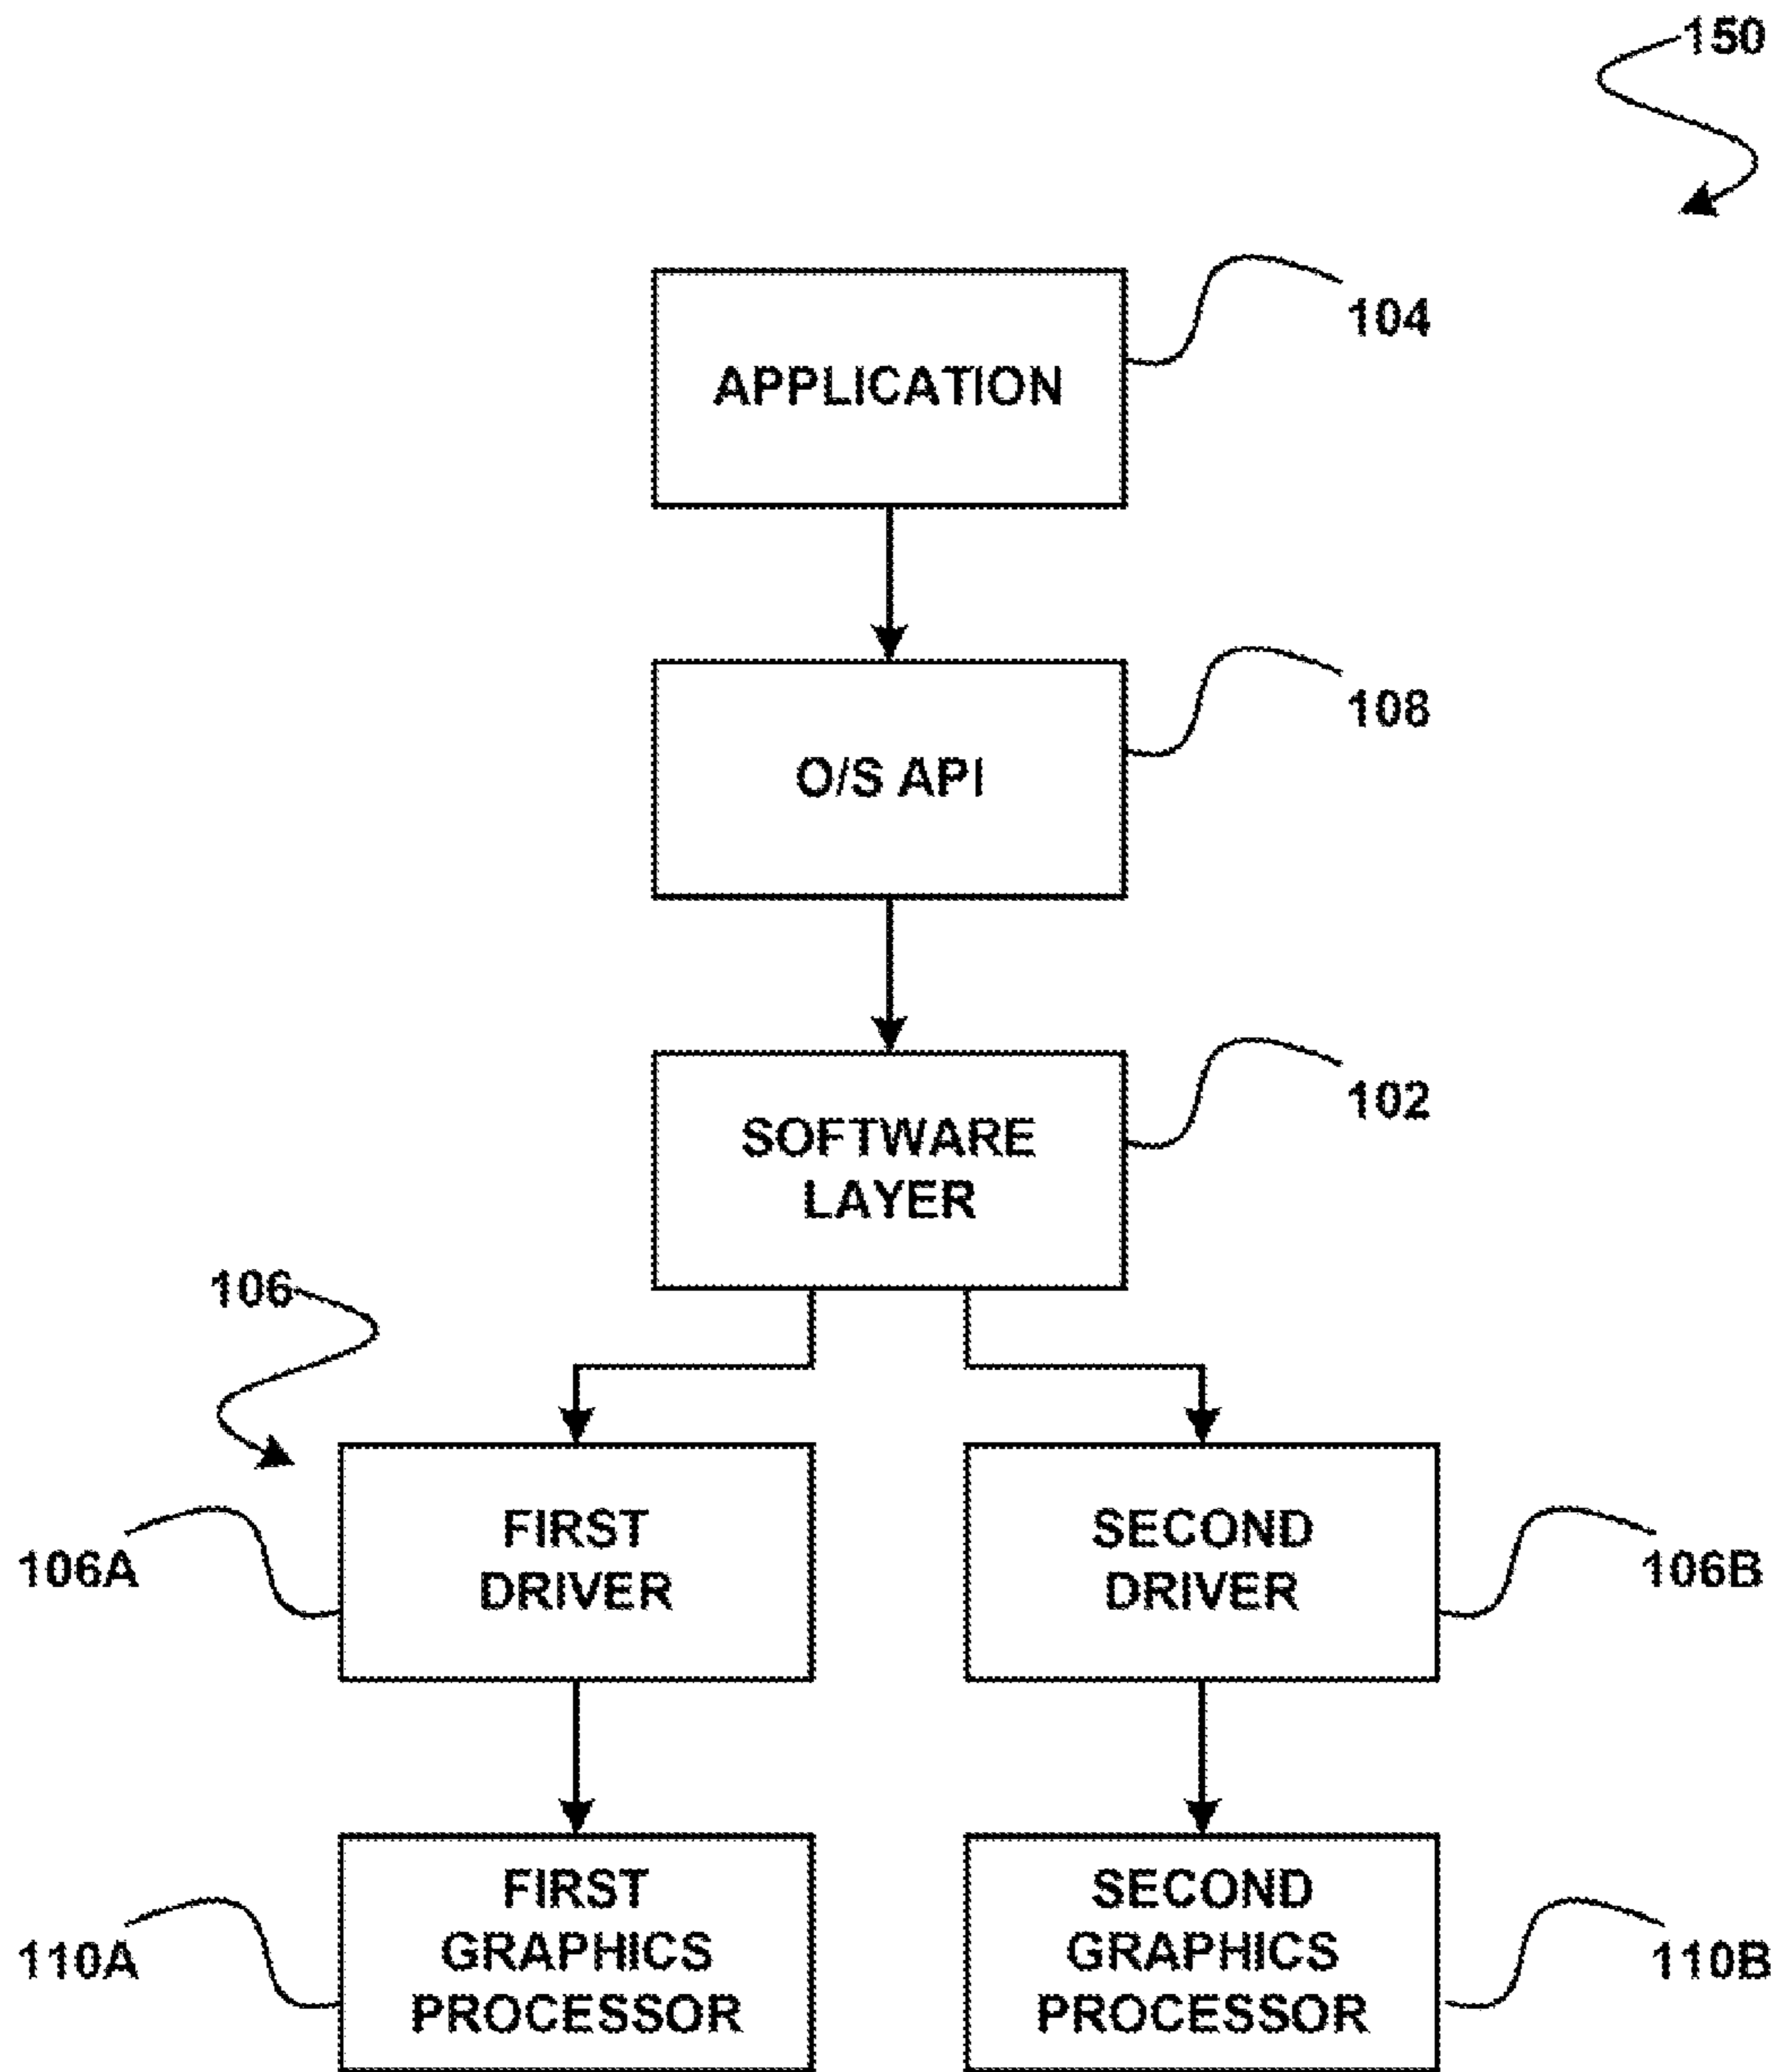 150
APPLICATION
104
O/S API
108
SOFTWARE
LAYER
102
106
FIRST
DRIVER
106A
SECOND
DRIVER
106B
FIRST
GRAPHICS
PROCESSOR
110A
SECOND
GRAPHICS
PROCESSOR
110B